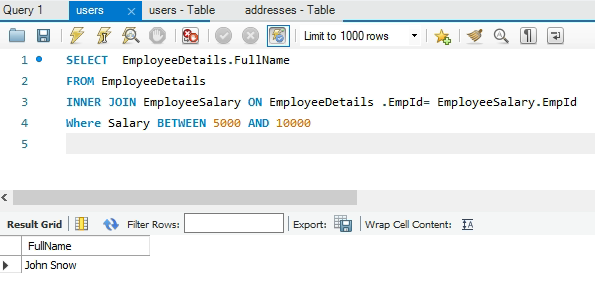 Query 1 users users - Table addresses - Table
Limit to 1000 rows
1 SELECT EmployeeDetails.FullName
2 FROM EmployeeDetails
3 INNER JOIN EmployeeSalary ON EmployeeDetails .EmpId= EmployeeSalary.EmpId
4 Where Salary BETWEEN 5000 AND 10000
5
Result Grid Filter Rows: Export: Wrap Cell Content:
FullName
John Snow